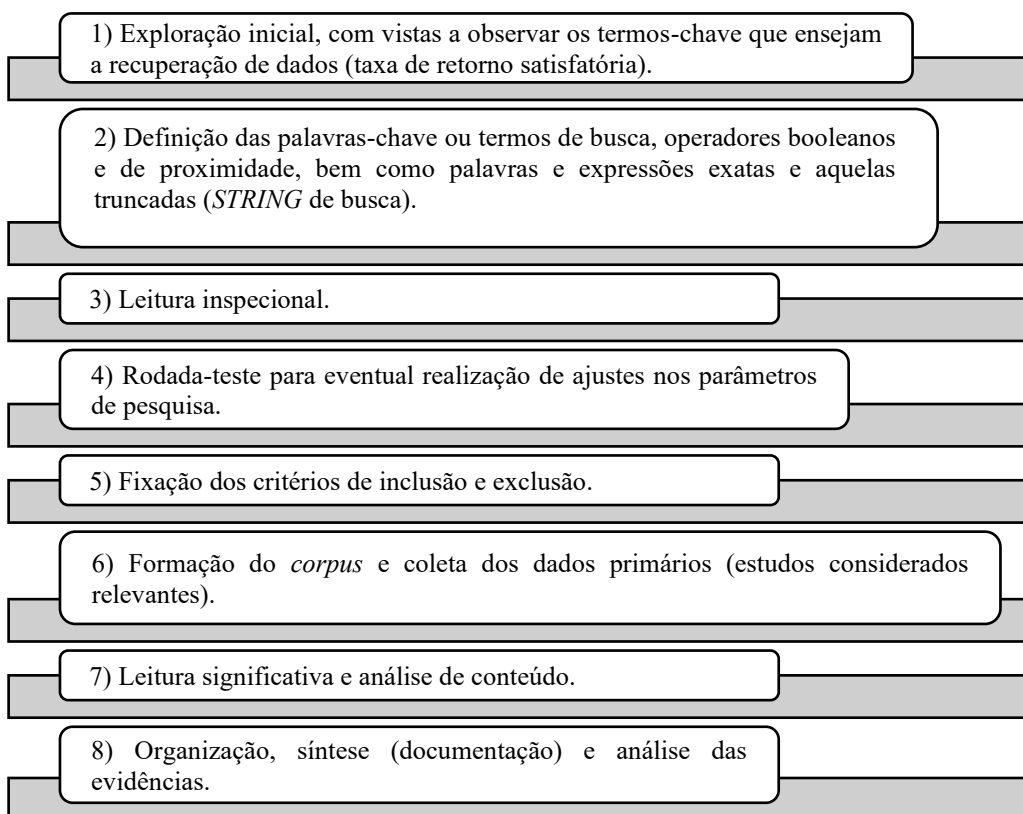 1) Exploração inicial, com vistas a observar os termos-chave que ensejam
a recuperação de dados (taxa de retorno satisfatória).
2) Definição das palavras-chave ou termos de busca, operadores booleanos
e de proximidade, bem como palavras e expressões exatas e aquelas
truncadas (STRING de busca).
3) Leitura inspecional.
4) Rodada-teste para eventual realização de ajustes nos parâmetros
de pesquisa.
5) Fixação dos critérios de inclusão e exclusão.
6) Formação do corpus e coleta dos dados primários (estudos considerados
relevantes).
7) Leitura significativa e análise de conteúdo.
8) Organização, síntese (documentação) e análise das
evidências.